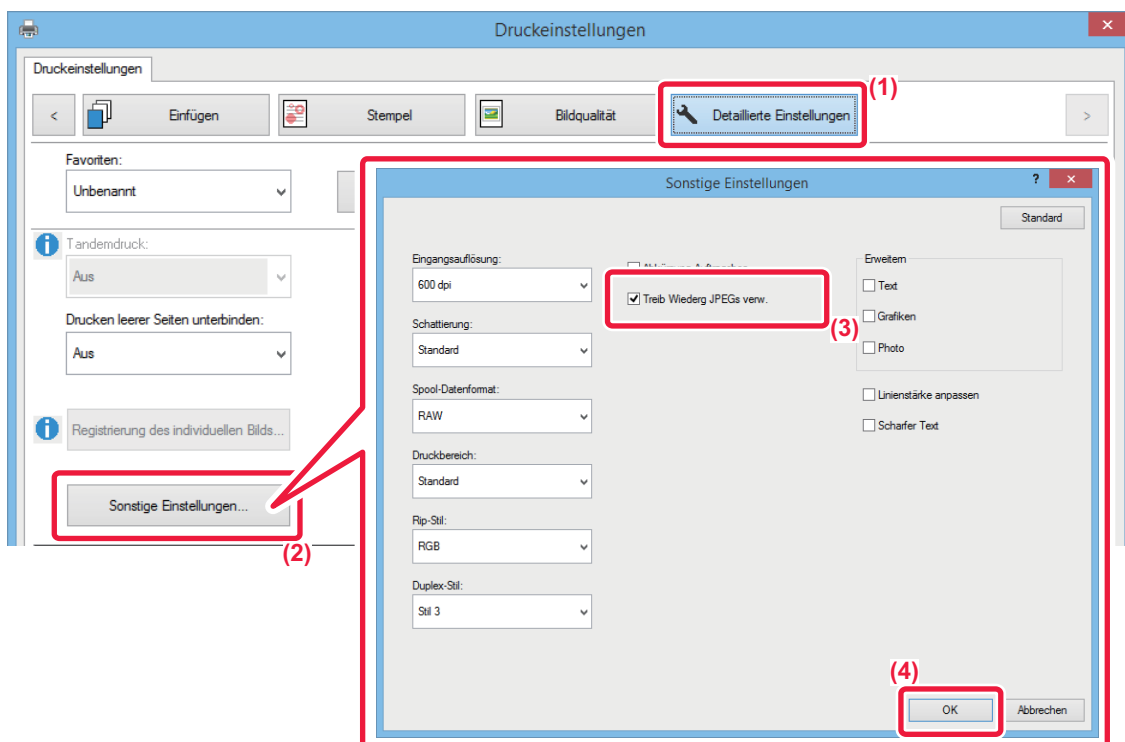 Druckeinstellungen
Druckeinstellungen
(1)
< Einfügen Stempel Bildqualität Detaillierte Einstellungen >
Favoriten:
Unbenannt
Tandemdruck:
Aus
Drucken leerer Seiten unterbinden:
Aus
Registrierung des individuellen Bilds...
Sonstige Einstellungen...
(2)
Sonstige Einstellungen ?
Standard
Eingangsauflösung:
600 dpi
Schattierung:
Standard
Spool-Datenformat:
RAW
Druckbereich:
Standard
Rip-Stil:
RGB
Duplex-Stil:
Stil 3
Treib Wiederg JPEGs verw.
(3)
Erweitern
Text
Grafiken
Photo
Linienstärke anpassen
Scharfer Text
(4)
OK Abbrechen